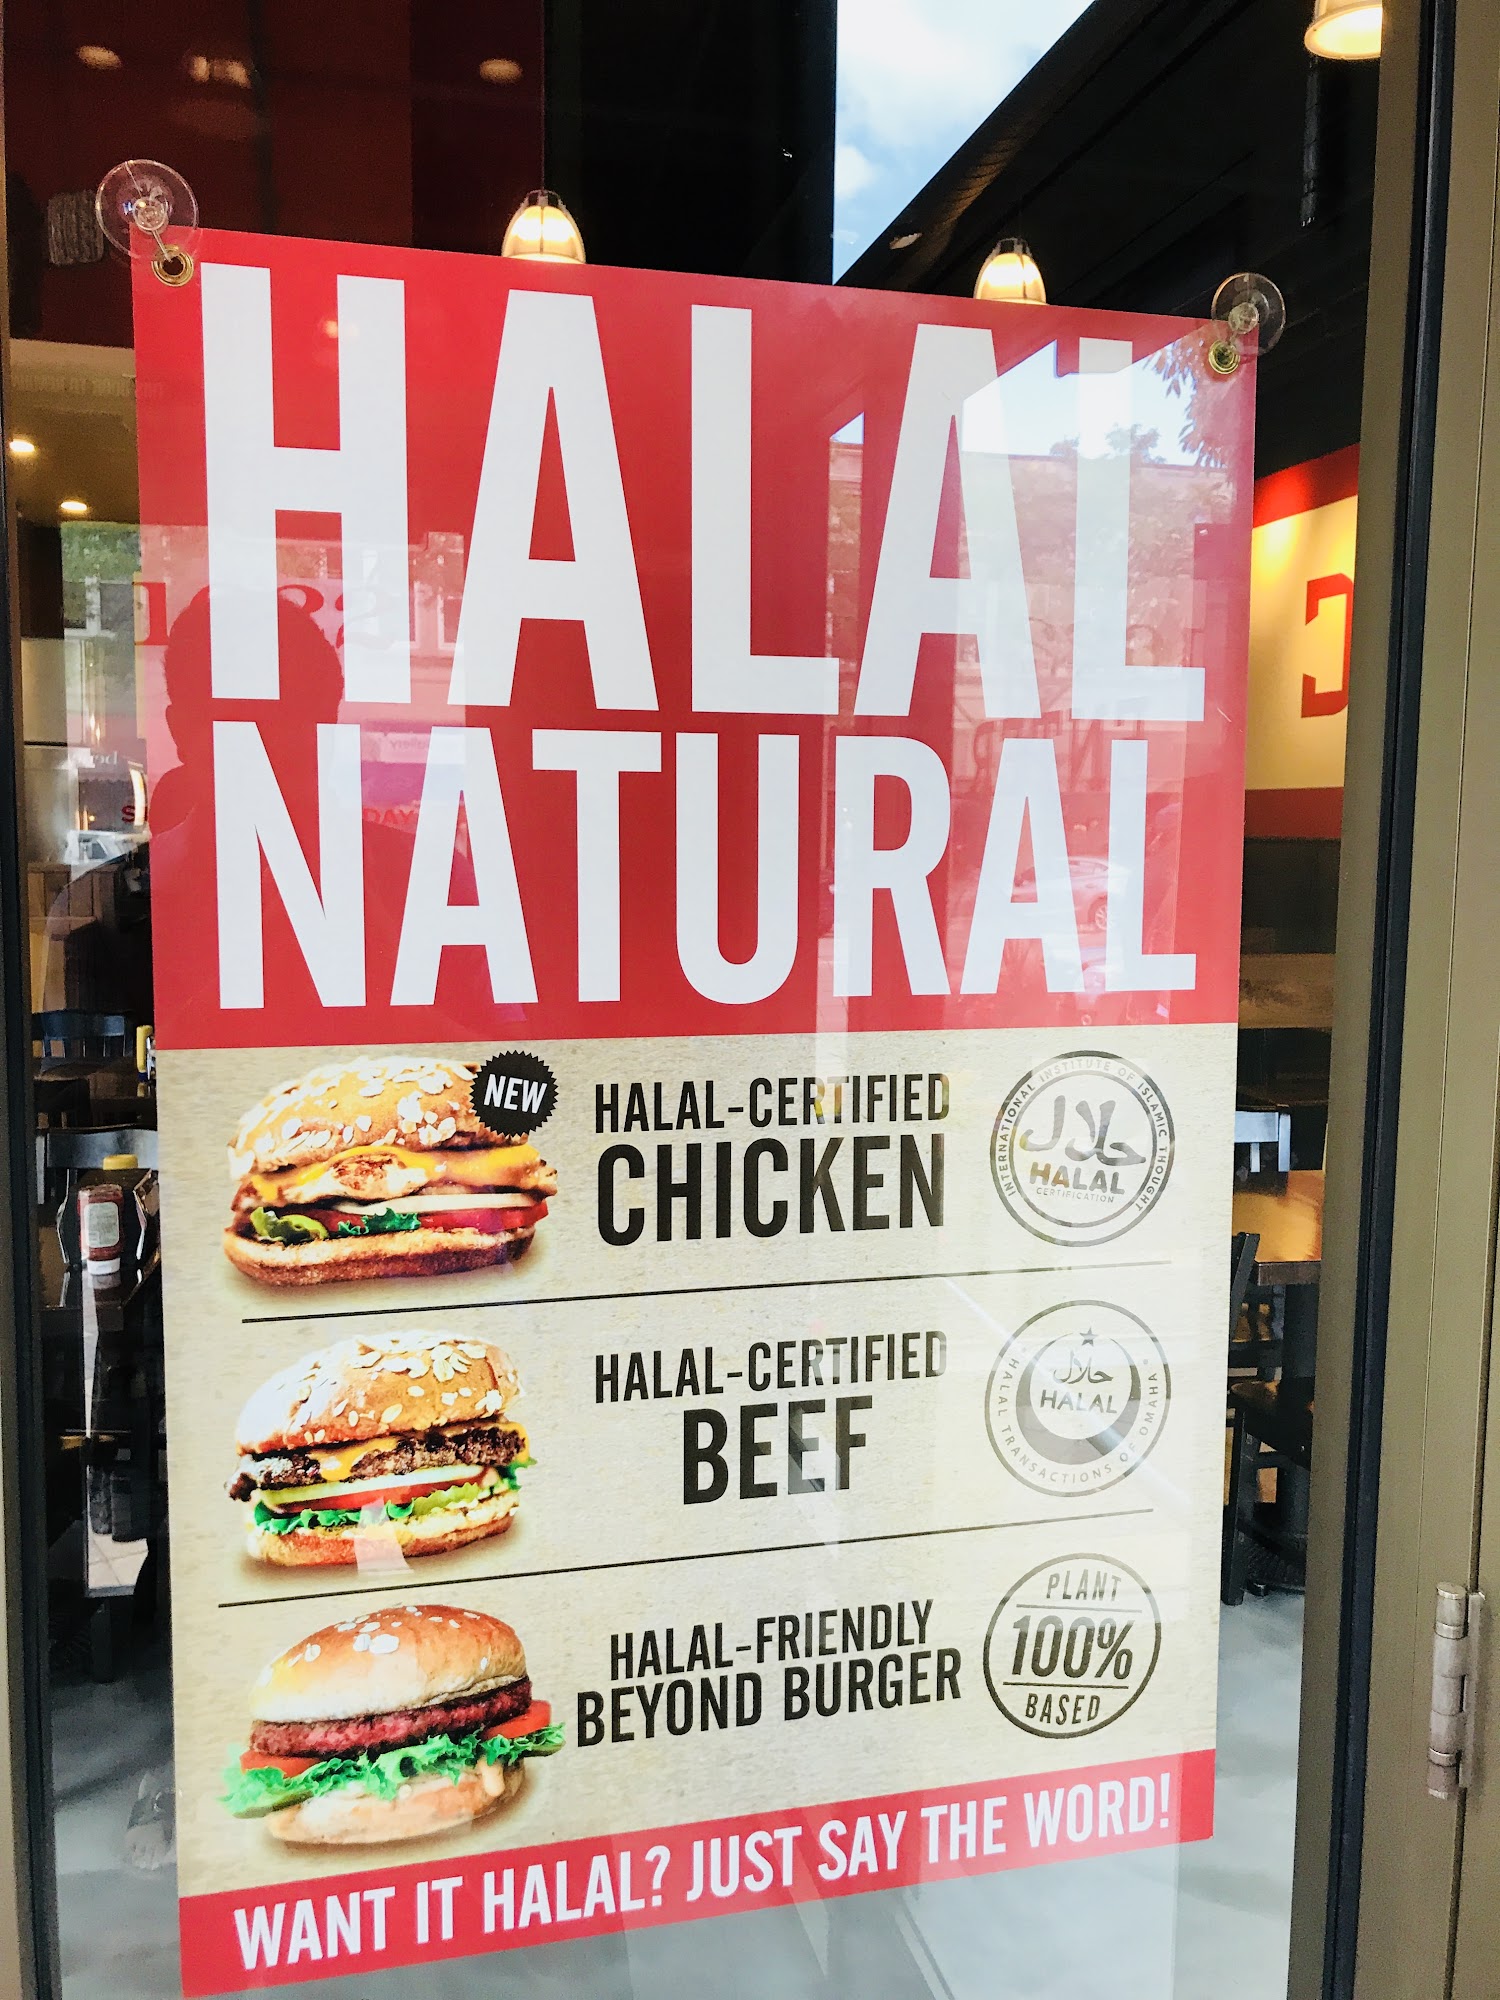 HALAL
NATURAL
NEW
HALAL-CERTIFIED
CHICKEN
INTERNATIONAL INSTITUTE OF ISLAMIC THOUGHT
حلال
HALAL
CERTIFICATION
HALAL-CERTIFIED
BEEF
حلال
HALAL
HALAL TRANSACTIONS OF OMAHA
HALAL-FRIENDLY
BEYOND BURGER
PLANT
100%
BASED
WANT IT HALAL? JUST SAY THE WORD!